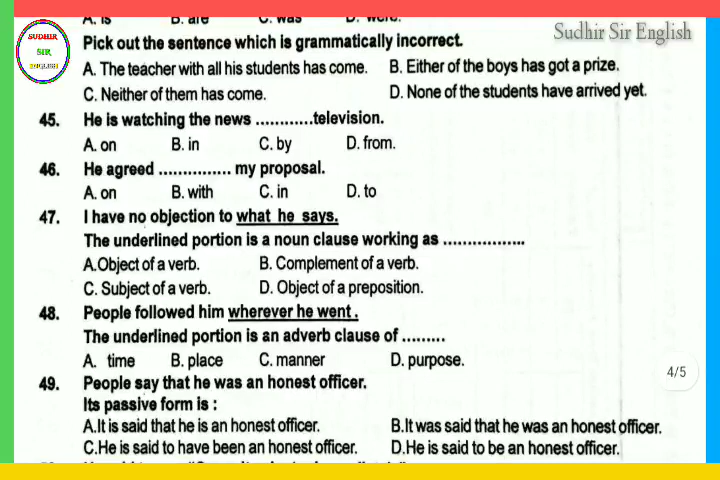 A. is B. are C. was D. were.
SUDHIR
SIR
ENGLISH
Sudhir Sir English
Pick out the sentence which is grammatically incorrect.
A. The teacher with all his students has come. B. Either of the boys has got a prize.
C. Neither of them has come. D. None of the students have arrived yet.
45. He is watching the news ............television.
A. on B. in C. by D. from.
46. He agreed ............... my proposal.
A. on B. with C. in D. to
47. I have no objection to what he says.
The underlined portion is a noun clause working as .................
A.Object of a verb. B. Complement of a verb.
C. Subject of a verb. D. Object of a preposition.
48. People followed him wherever he went .
The underlined portion is an adverb clause of .........
A. time B. place C. manner D. purpose.
4/5
49. People say that he was an honest officer.
Its passive form is :
A.It is said that he is an honest officer. B.It was said that he was an honest officer.
C.He is said to have been an honest officer. D.He is said to be an honest officer.